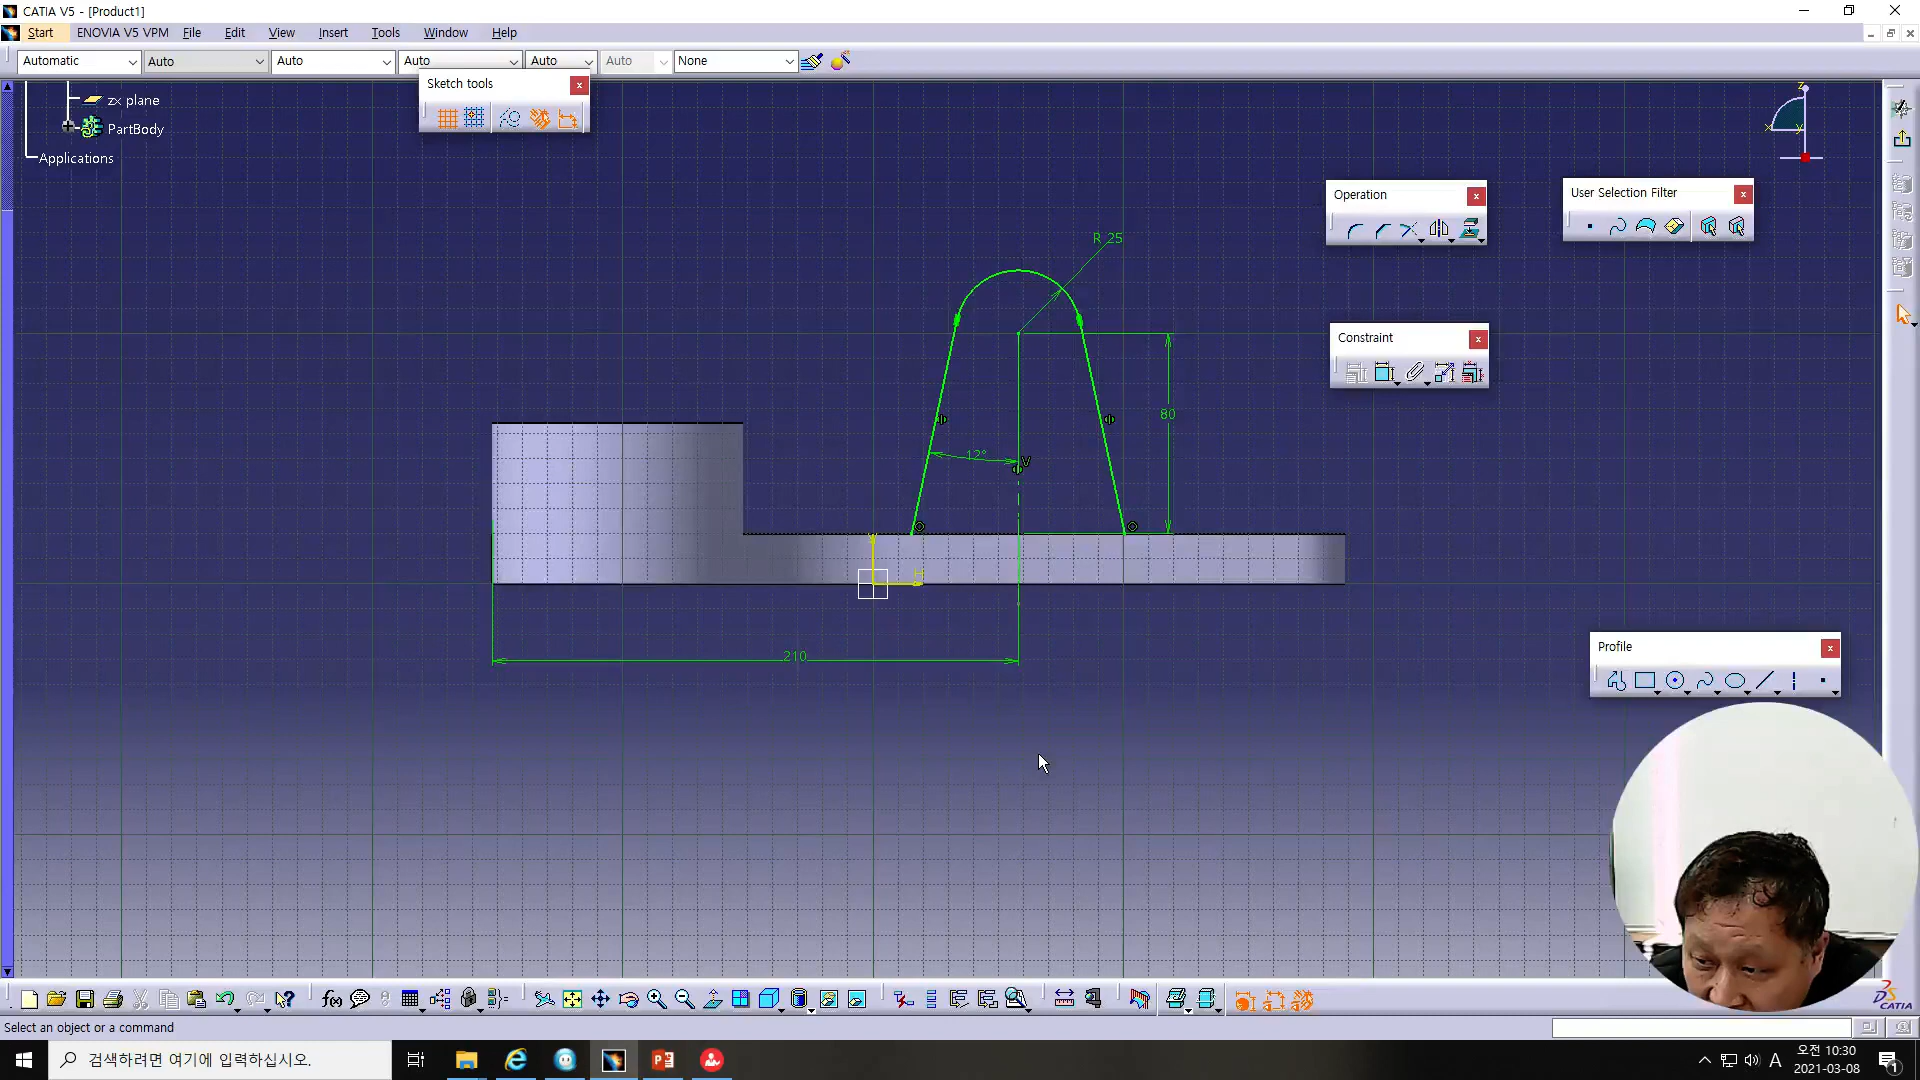 CATIA V5 - [Product1]
Start ENOVIA V5 VPM File Edit View Insert Tools Window Help
Automatic Auto Auto Auto Auto Auto None
Sketch tools
zx plane
PartBody
Applications
z
x y
Operation
User Selection Filter
R 25
Constraint
80
12°
V
H
210
Profile
CATIA
Select an object or a command
검색하려면 여기에 입력하십시오.
A
오전 10:30
2021-03-08
1